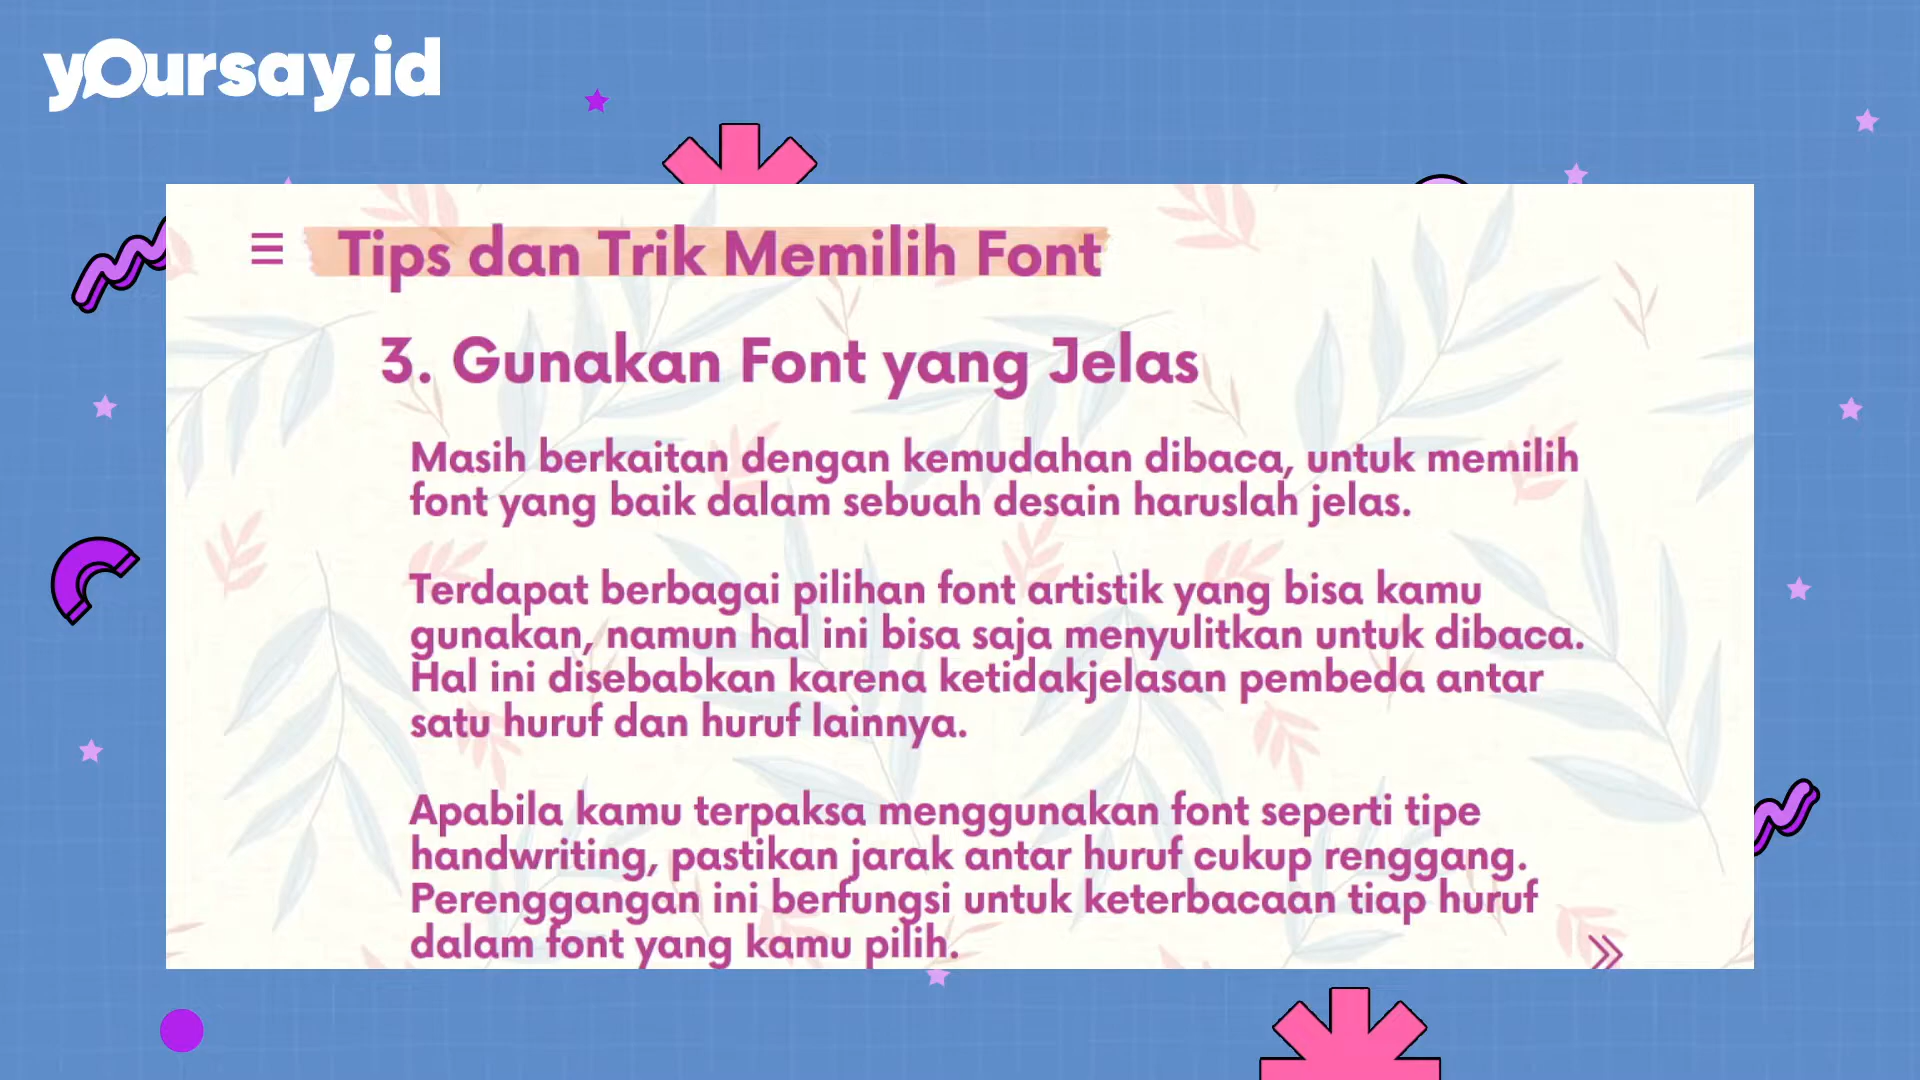 yoursay.id
Tips dan Trik Memilih Font
3. Gunakan Font yang Jelas
Masih berkaitan dengan kemudahan dibaca, untuk memilih
font yang baik dalam sebuah desain haruslah jelas.
Terdapat berbagai pilihan font artistik yang bisa kamu
gunakan, namun hal ini bisa saja menyulitkan untuk dibaca.
Hal ini disebabkan karena ketidakjelasan pembeda antar
satu huruf dan huruf lainnya.
Apabila kamu terpaksa menggunakan font seperti tipe
handwriting, pastikan jarak antar huruf cukup renggang.
Perenggangan ini berfungsi untuk keterbacaan tiap huruf
dalam font yang kamu pilih.